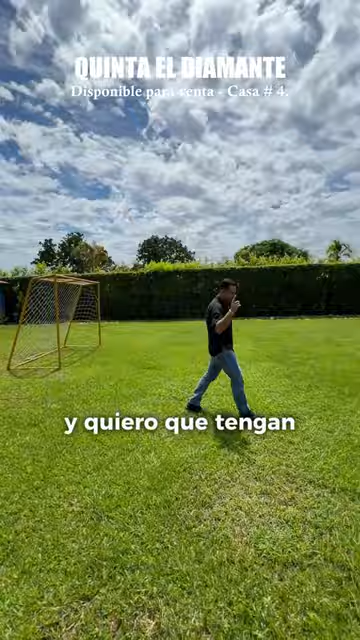 QUINTA EL DIAMANTE
Disponible para venta - Casa # 4.
y quiero que tengan